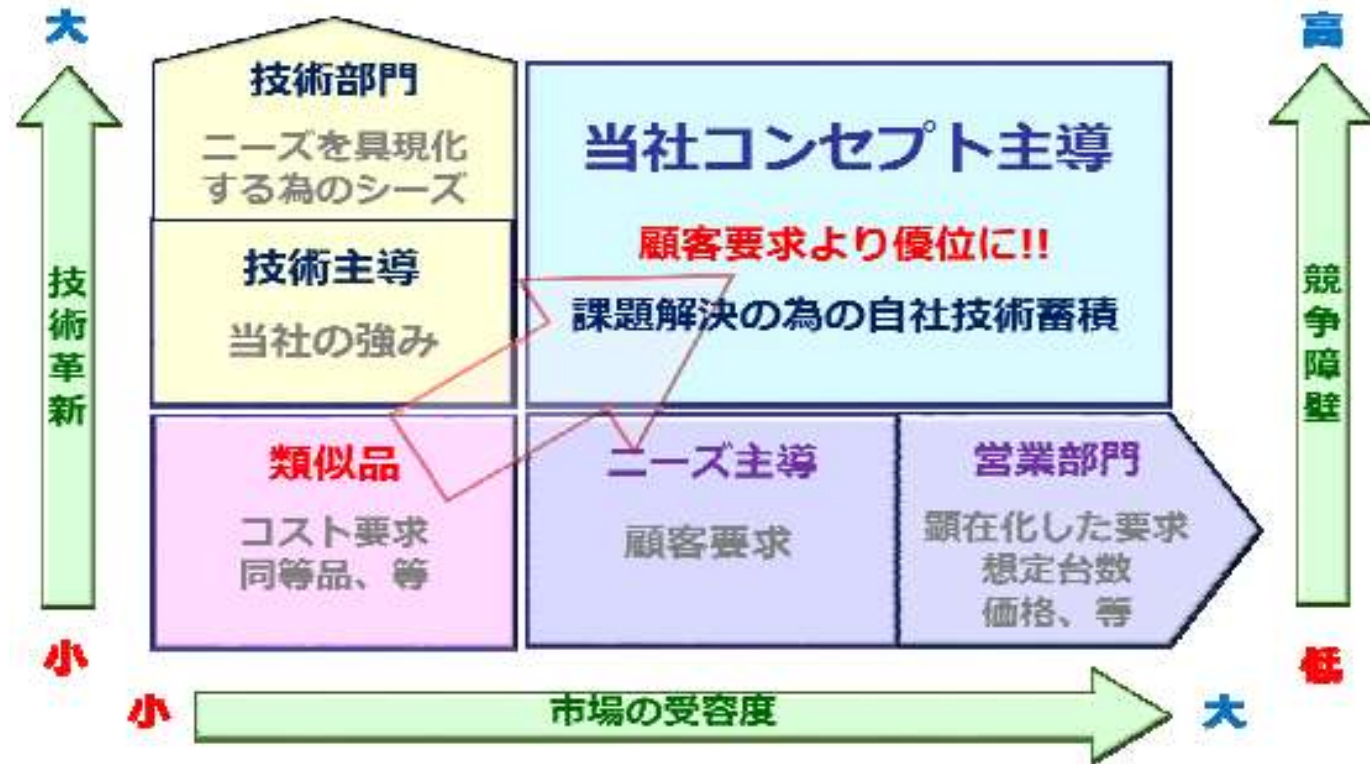 大
高
技術部門
ニーズを具現化
する為のシーズ
当社コンセプト主導
顧客要求より優位に!!
課題解決の為の自社技術蓄積
技術主導
当社の強み
技術革新
競争障壁
類似品
コスト要求
同等品、等
ニーズ主導
顧客要求
営業部門
顕在化した要求
想定台数
価格、等
小
低
小
市場の受容度
大